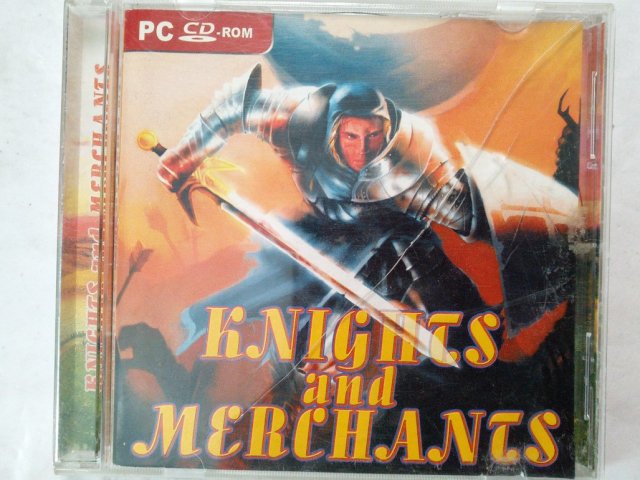 PC CD-ROM
KNIGHTS
and
MERCHANTS
KNIGHTS and MERCHANTS